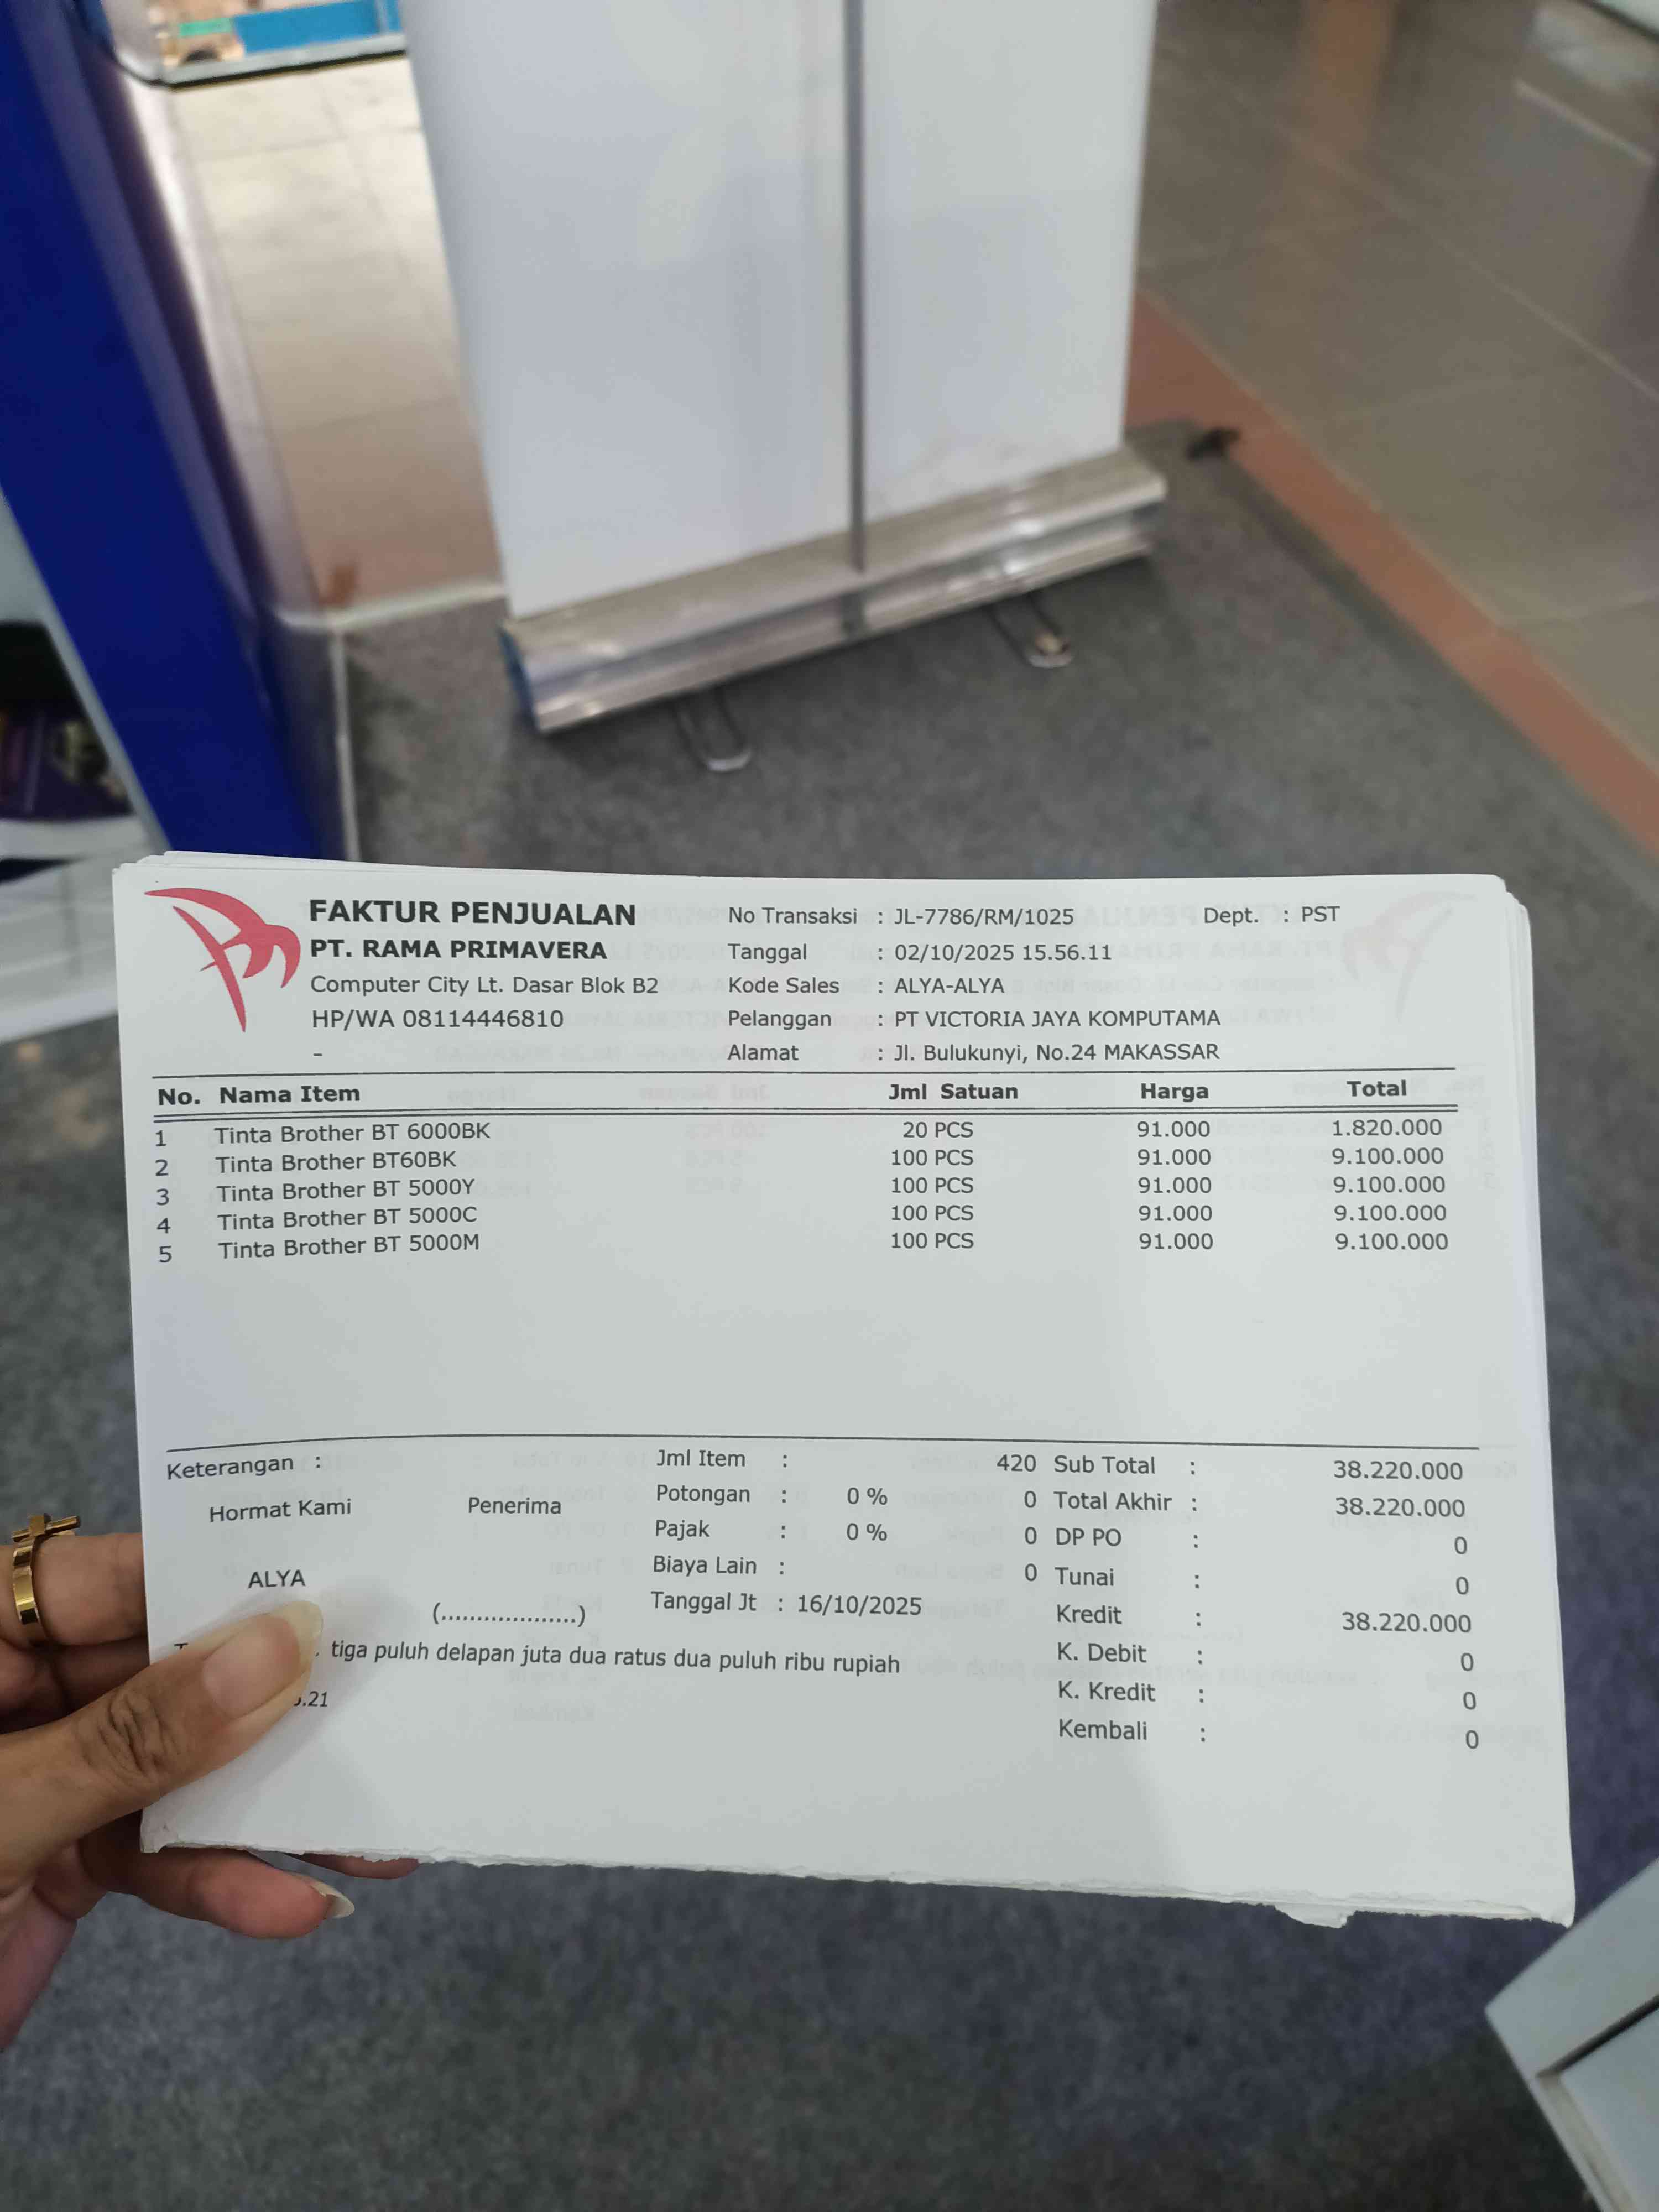 FAKTUR PENJUALAN
PT. RAMA PRIMAVERA
Computer City Lt. Dasar Blok B2
HP/WA 08114446810
-
No Transaksi : JL-7786/RM/1025 Dept. : PST
Tanggal : 02/10/2025 15.56.11
Kode Sales : ALYA-ALYA
Pelanggan : PT VICTORIA JAYA KOMPUTAMA
Alamat : Jl. Bulukunyi, No.24 MAKASSAR
No. Nama Item Jml Satuan Harga Total
1 Tinta Brother BT 6000BK 20 PCS 91.000 1.820.000
2 Tinta Brother BT60BK 100 PCS 91.000 9.100.000
3 Tinta Brother BT 5000Y 100 PCS 91.000 9.100.000
4 Tinta Brother BT 5000C 100 PCS 91.000 9.100.000
5 Tinta Brother BT 5000M 100 PCS 91.000 9.100.000
Keterangan :
Hormat Kami Penerima
ALYA
(...................)
Jml Item : 420
Potongan : 0 % 0
Pajak : 0 % 0
Biaya Lain : 0
Tanggal Jt : 16/10/2025
Sub Total : 38.220.000
Total Akhir : 38.220.000
DP PO : 0
Tunai : 0
Kredit : 38.220.000
K. Debit : 0
K. Kredit : 0
Kembali : 0
tiga puluh delapan juta dua ratus dua puluh ribu rupiah
.21